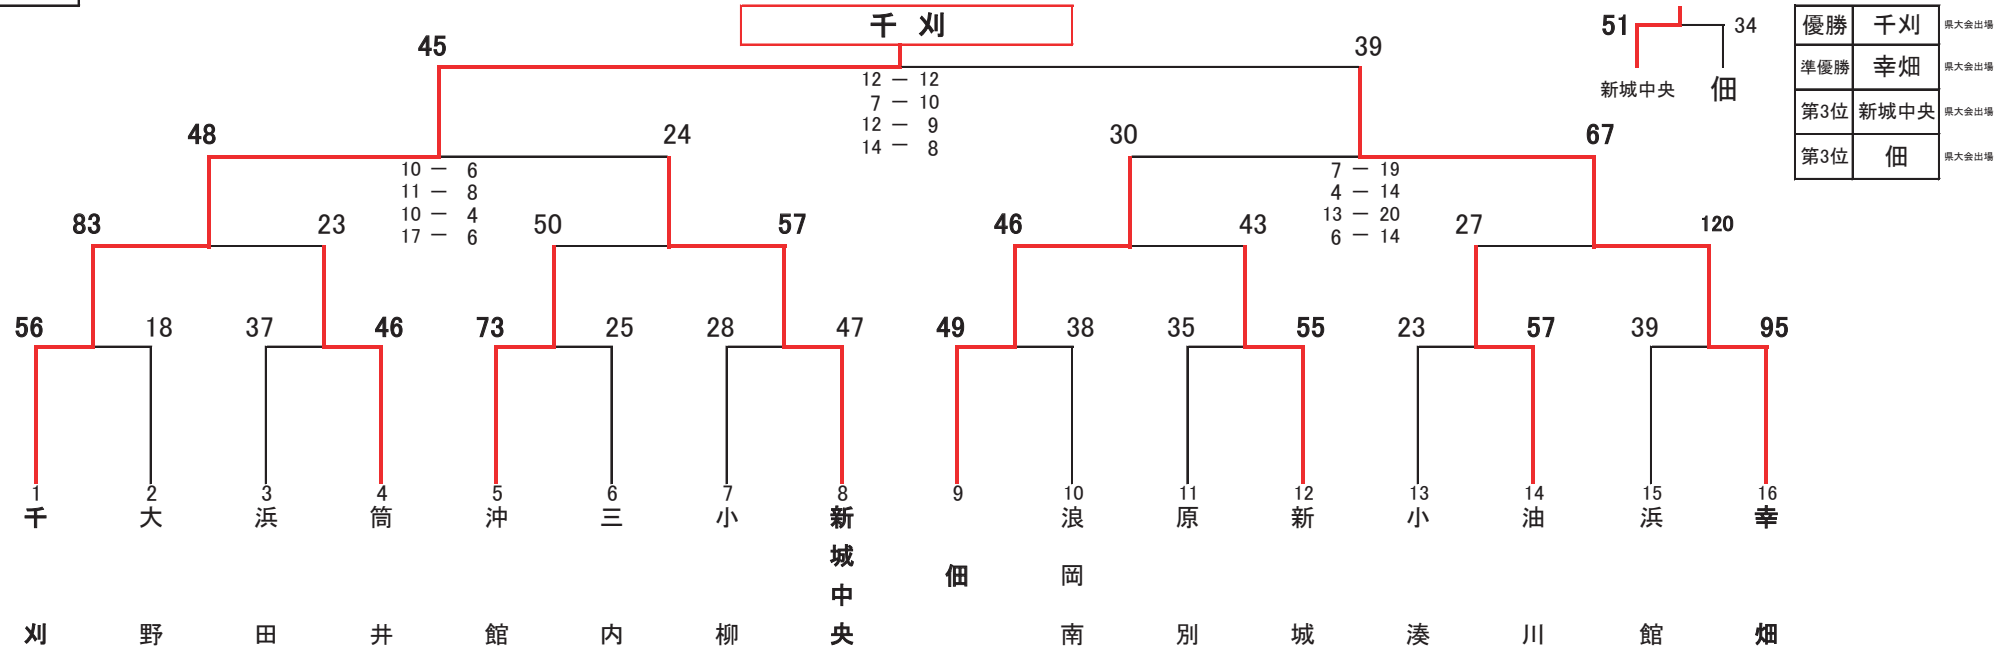 千 刈
45 39
12 － 12
7 － 10
12 － 9
14 － 8
51 34
新城中央 佃
優勝 千刈 県大会出場
準優勝 幸畑 県大会出場
第3位 新城中央 県大会出場
第3位 佃 県大会出場
48 24 30 67
10 － 6
11 － 8
10 － 4
17 － 6
7 － 19
4 － 14
13 － 20
6 － 14
83 23 50 57 46 43 27 120
56 18 37 46 73 25 28 47 49 38 35 55 23 57 39 95
1 2 3 4 5 6 7 8 9 10 11 12 13 14 15 16
千刈
大野
浜田
筒井
沖館
三内
小柳
新城中央
佃
浪岡南
原別
新城
小湊
油川
浜館
幸畑